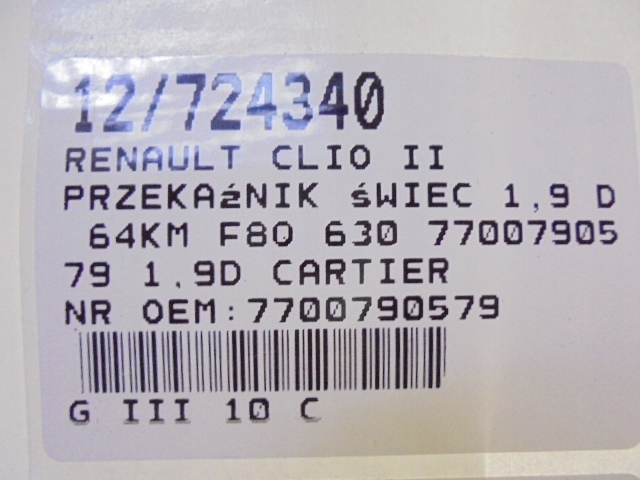 12/724340
RENAULT CLIO II
PRZEKAźNIK śWIEC 1,9 D
64KM F8O 630 77007905
79 1.9D CARTIER
NR OEM:7700790579
G III 10 C